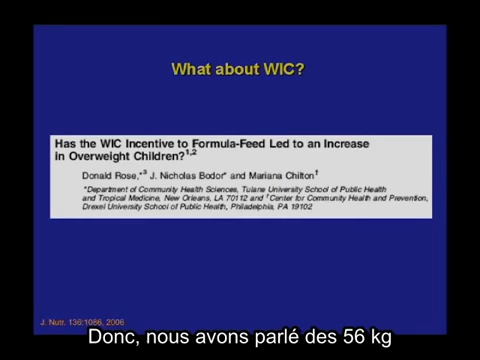 What about WIC?
Has the WIC Incentive to Formula-Feed Led to an Increase
in Overweight Children?1,2
Donald Rose,*3 J. Nicholas Bodor* and Mariana Chilton†
*Department of Community Health Sciences, Tulane University School of Public Health
and Tropical Medicine, New Orleans, LA 70112 and †Center for Community Health and Prevention,
Drexel University School of Public Health, Philadelphia, PA 19102
J. Nutr. 136:1086, 2006
Donc, nous avons parlé des 56 kg